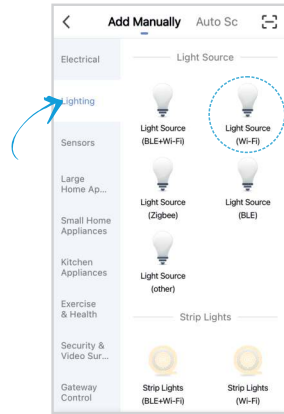 Add Manually Auto Sc
Electrical
Lighting
Sensors
Large
Home Ap...
Small Home
Appliances
Kitchen
Appliances
Exercise
& Health
Security &
Video Sur...
Gateway
Control
Light Source
Light Source
(BLE+Wi-Fi)
Light Source
(Wi-Fi)
Light Source
(Zigbee)
Light Source
(BLE)
Light Source
(other)
Strip Lights
Strip Lights
(BLE+Wi-Fi)
Strip Lights
(Wi-Fi)